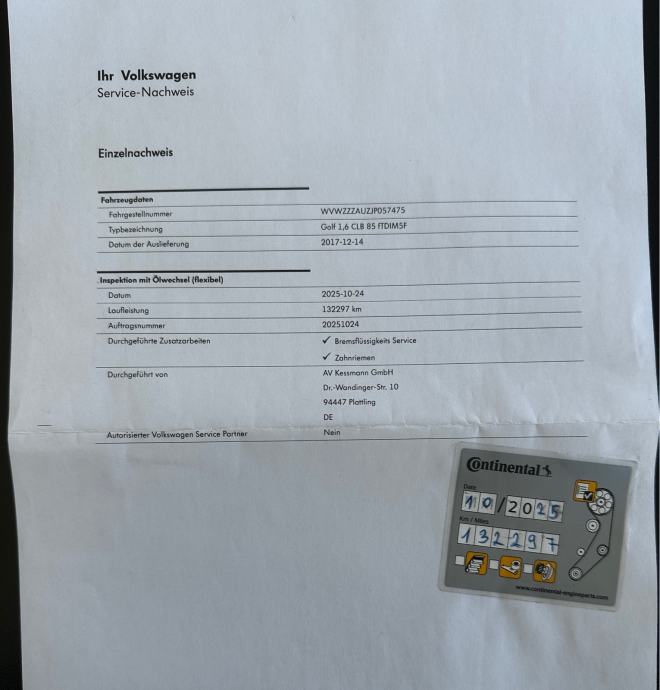 Ihr Volkswagen
Service-Nachweis
Einzelnachweis
Fahrzeugdaten
Fahrgestellnummer WVWZZZAUZJP057475
Typbezeichnung Golf 1,6 CLB 85 TTDIM5F
Datum der Auslieferung 2017-12-14
Inspektion mit Ölwechsel (flexibel)
Datum 2025-10-24
Laufleistung 132297 km
Auftragsnummer 20251024
Durchgeführte Zusatzarbeiten ✓ Bremsflüssigkeits Service
✓ Zahnriemen
Durchgeführt von AV Kessmann GmbH
Dr.-Wandinger-Str. 10
94447 Plattling
DE
Autorisierter Volkswagen Service Partner Nein
Continental
Date
10/2025
Km / Miles
132297
www.continental-engineparts.com